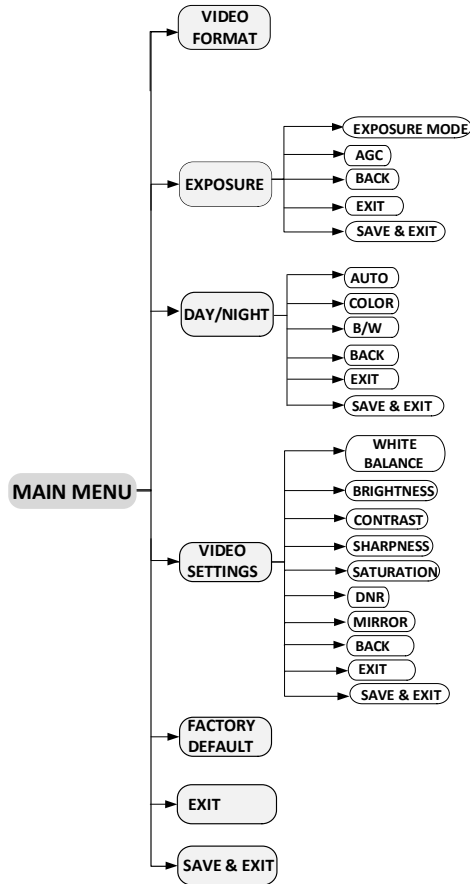 VIDEO
FORMAT
EXPOSURE MODE
AGC
EXPOSURE
BACK
EXIT
SAVE & EXIT
AUTO
COLOR
DAY/NIGHT
B/W
BACK
EXIT
SAVE & EXIT
WHITE
BALANCE
MAIN MENU
BRIGHTNESS
CONTRAST
VIDEO
SETTINGS
SHARPNESS
SATURATION
DNR
MIRROR
BACK
EXIT
SAVE & EXIT
FACTORY
DEFAULT
EXIT
SAVE & EXIT